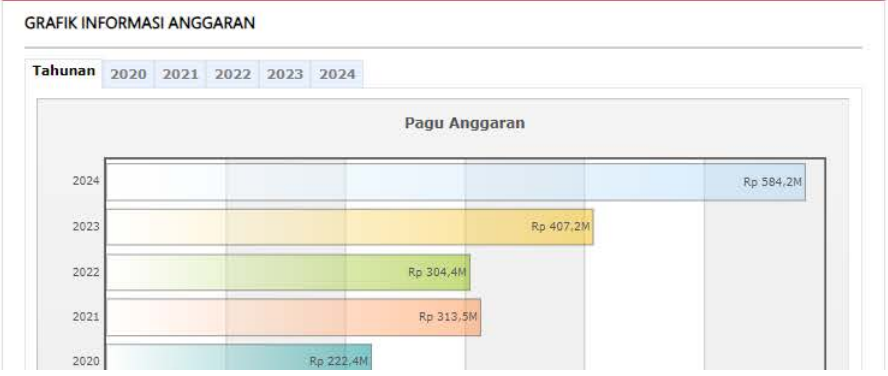 GRAFIK INFORMASI ANGGARAN
Tahunan 2020 2021 2022 2023 2024
Pagu Anggaran
2024 Rp 584,2M
2023 Rp 407,2M
2022 Rp 304,4M
2021 Rp 313,5M
2020 Rp 222,4M